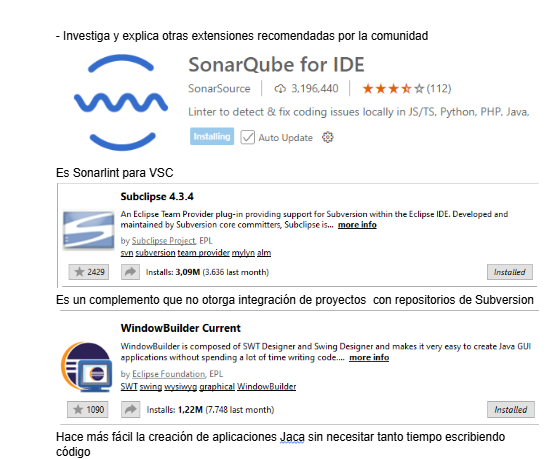 - Investiga y explica otras extensiones recomendadas por la comunidad
SonarQube for IDE
SonarSource | 3,196,440 | (112)
Linter to detect & fix coding issues locally in JS/TS, Python, PHP, Java,
Installing Auto Update
Es Sonarlint para VSC
Subclipse 4.3.4
An Eclipse Team Provider plug-in providing support for Subversion within the Eclipse IDE. Developed and
maintained by Subversion core committers, Subclipse is... more info
by Subclipse Project, EPL
svn subversion team provider mylyn alm
2429 Installs: 3,09M (3.636 last month) Installed
Es un complemento que no otorga integración de proyectos con repositorios de Subversion
WindowBuilder Current
WindowBuilder is composed of SWT Designer and Swing Designer and makes it very easy to create Java GUI
applications without spending a lot of time writing code.... more info
by Eclipse Foundation, EPL
SWT swing wysiwyg graphical WindowBuilder
1090 Installs: 1,22M (7.748 last month) Installed
Hace más fácil la creación de aplicaciones Jaca sin necesitar tanto tiempo escribiendo
código